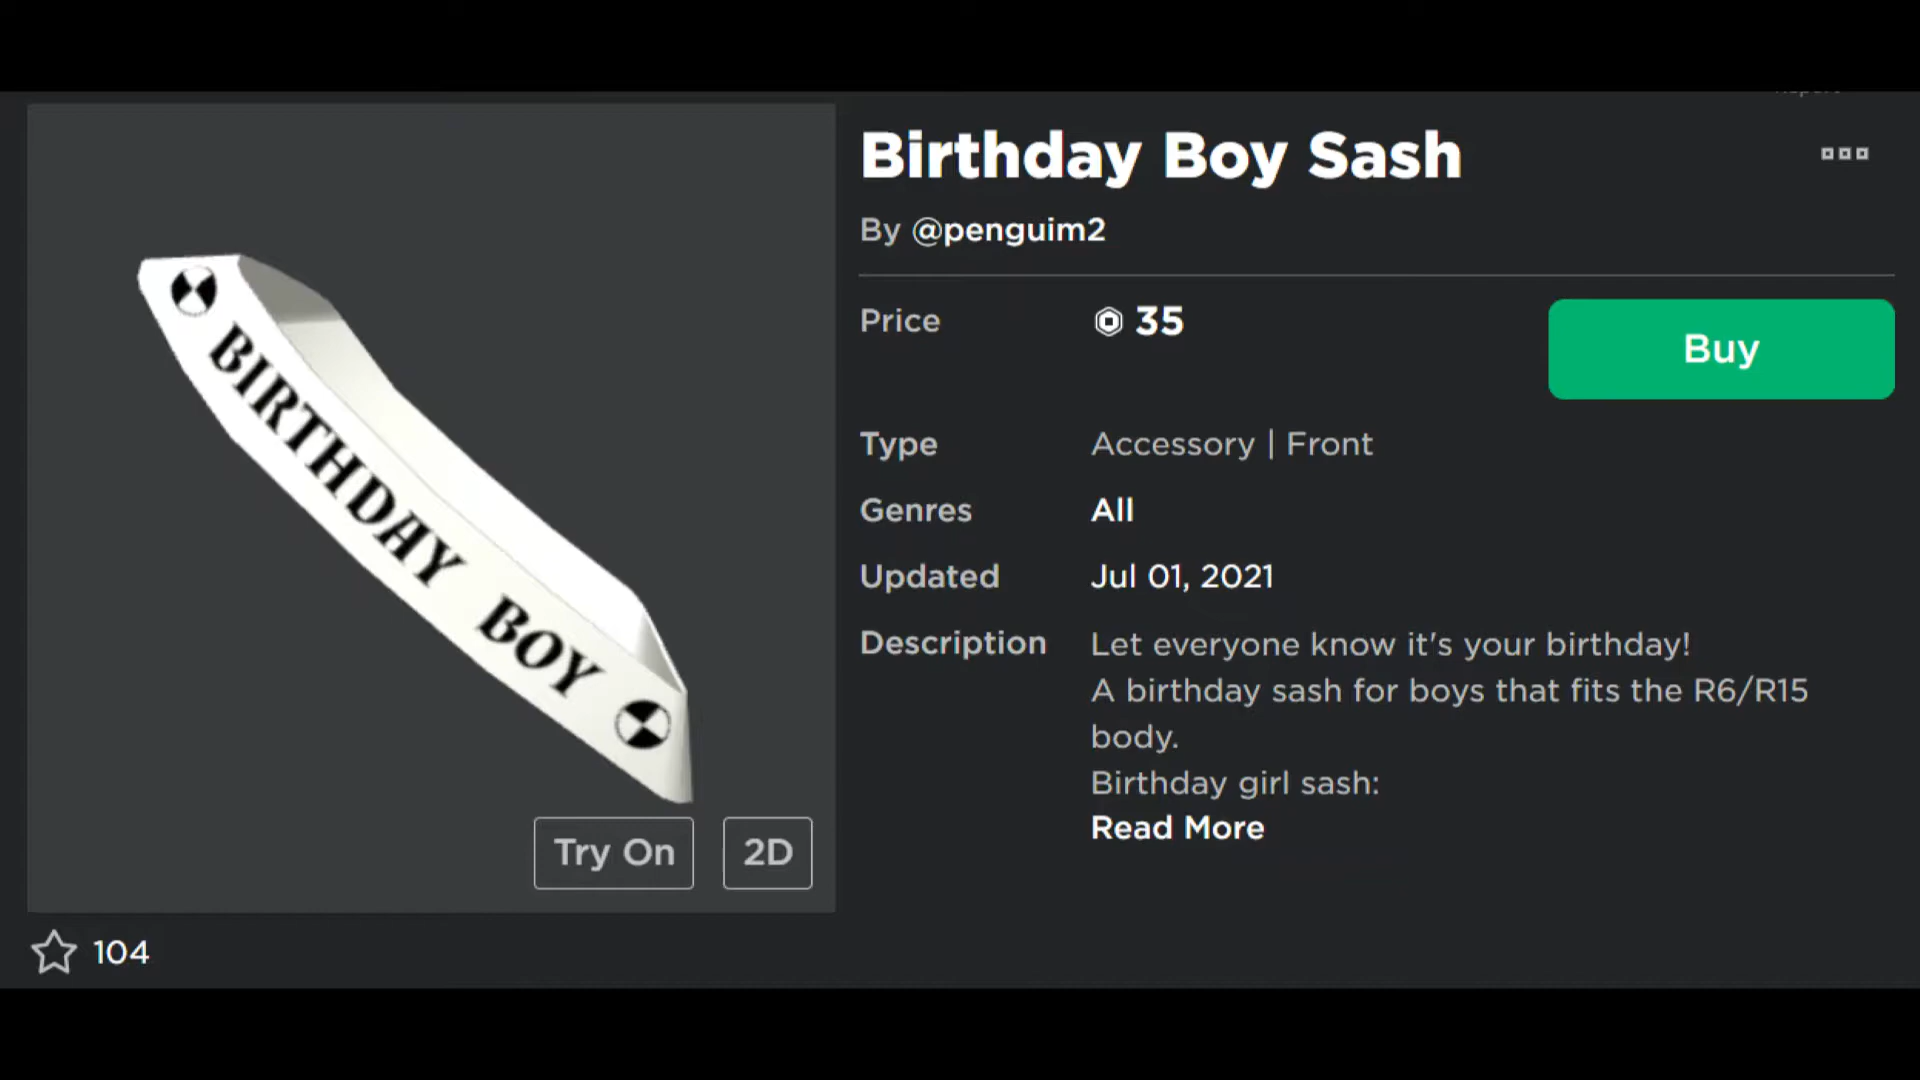 Birthday Boy Sash
By @penguim2
Price 35
Buy
Type Accessory | Front
Genres All
Updated Jul 01, 2021
Description Let everyone know it's your birthday!
A birthday sash for boys that fits the R6/R15
body.
Birthday girl sash:
Read More
BIRTHDAY BOY
Try On
2D
104